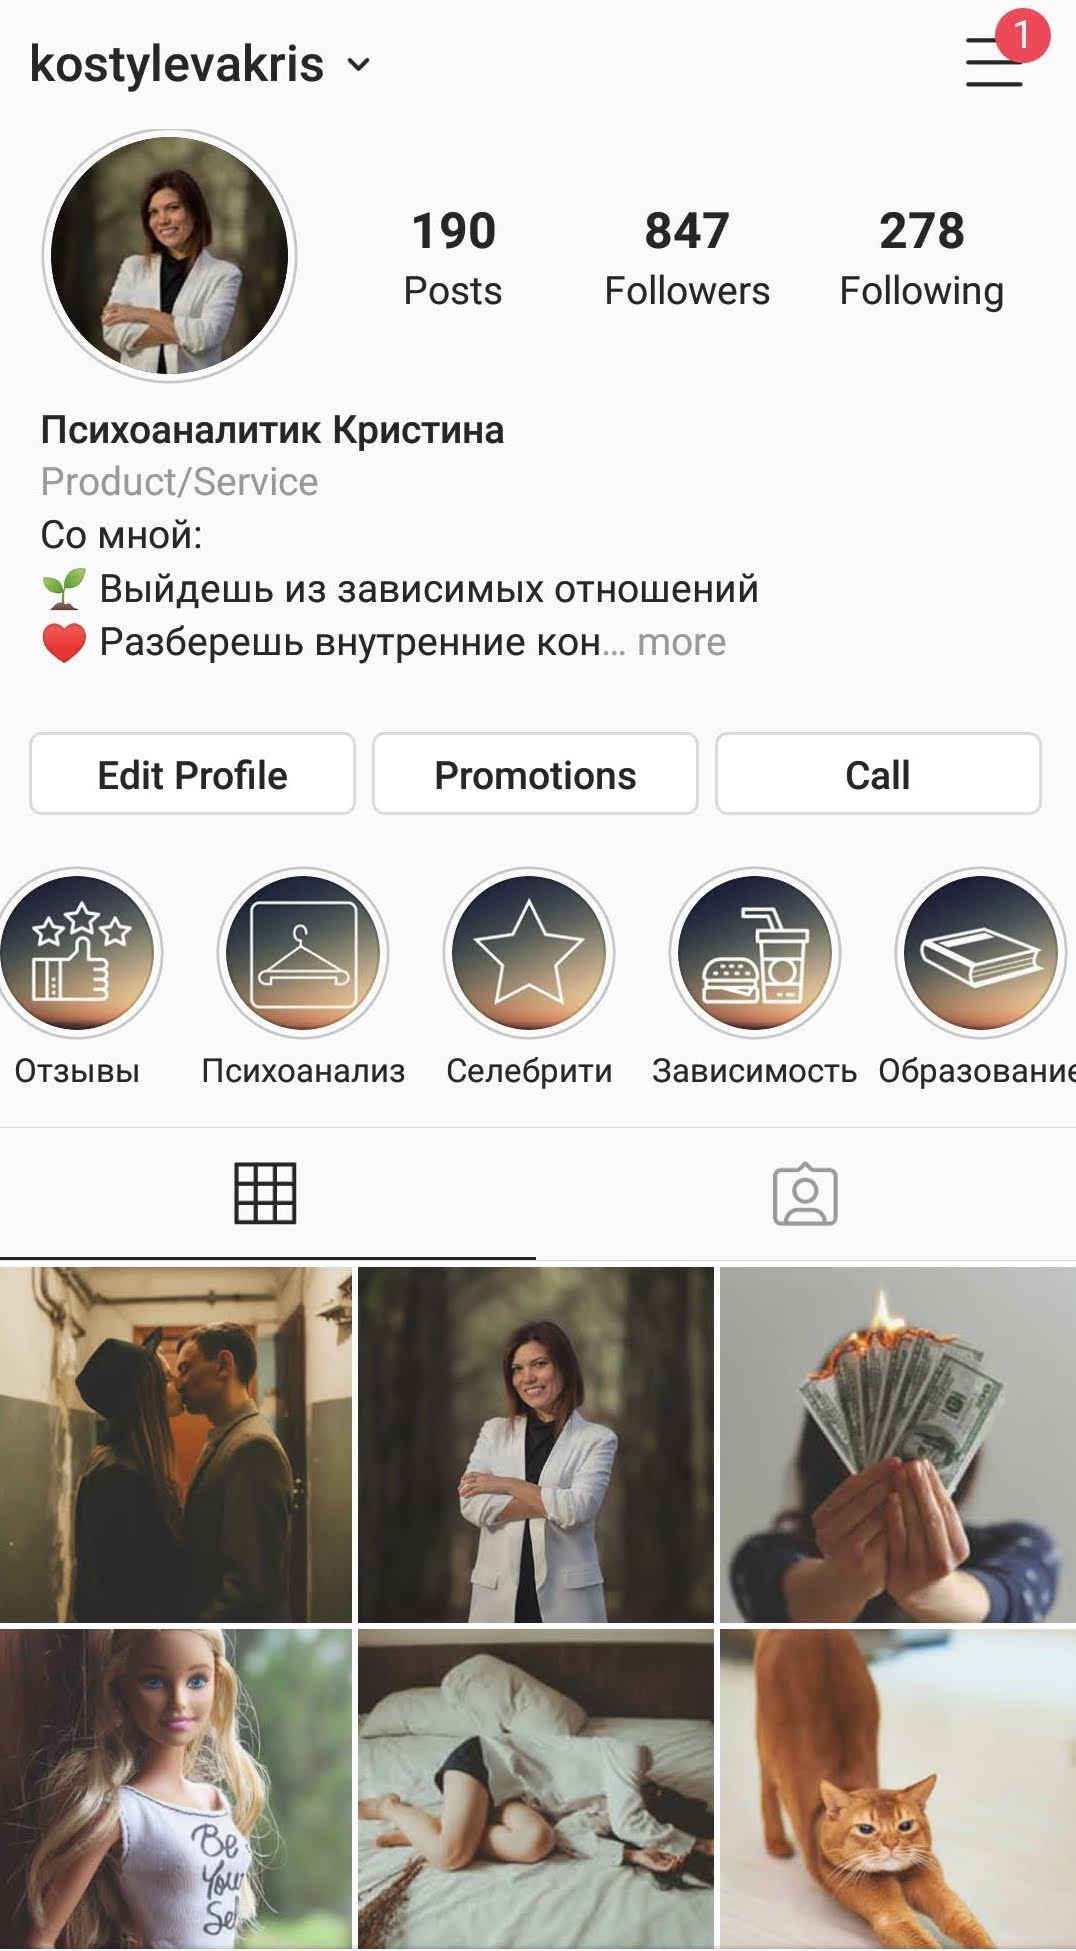 kostylevakris
1
190
847
278
Posts
Followers
Following
Психоаналитик Кристина
Product/Service
Со мной:
🌱 Выйдешь из зависимых отношений
❤️ Разберешь внутренние кон... more
Edit Profile
Promotions
Call
Отзывы
Психоанализ
Селебрити
Зависимость
Образование
Be
You
Sel